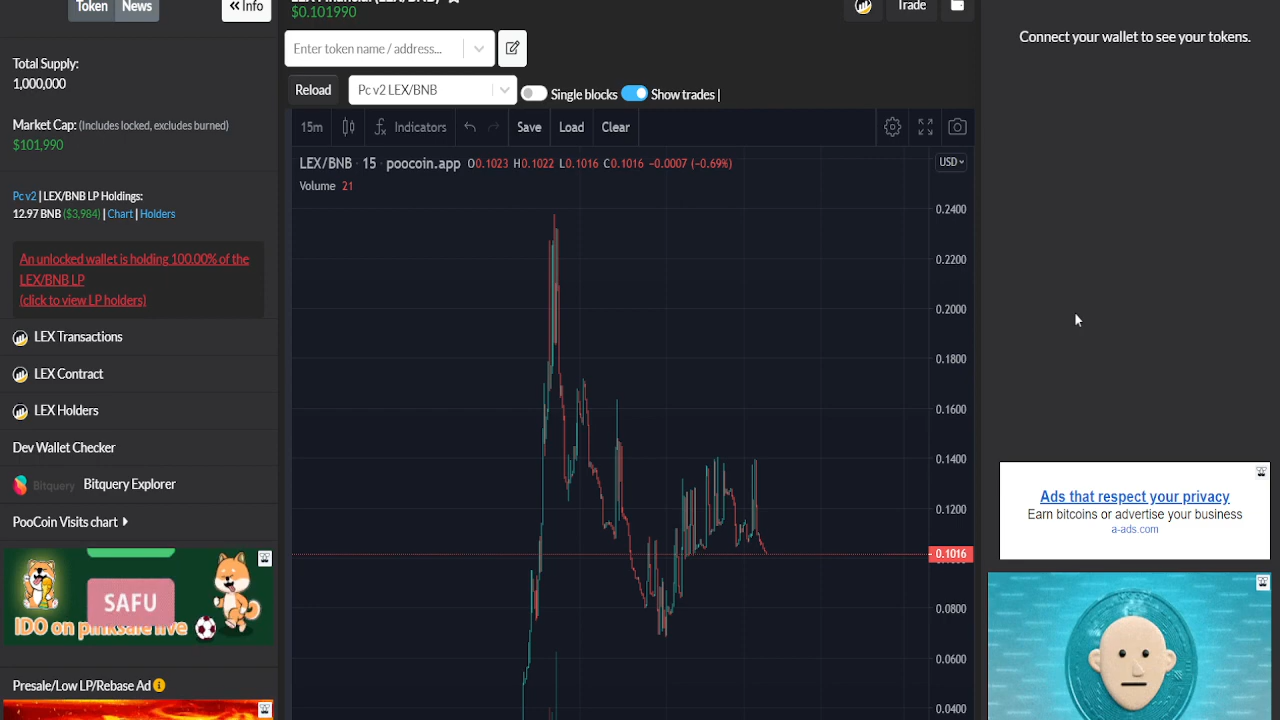 Token
News
Info
Total Supply:
1,000,000
Market Cap: (Includes locked, excludes burned)
$101,990
Pc v2 | LEX/BNB LP Holdings:
12.97 BNB ($3,984) | Chart | Holders
An unlocked wallet is holding 100.00% of the
LEX/BNB LP
(click to view LP holders)
LEX Transactions
LEX Contract
LEX Holders
Dev Wallet Checker
Bitquery Bitquery Explorer
PooCoin Visits chart
SAFU
IDO on pinksale live
Presale/Low LP/Rebase Ad
$0.101990
Enter token name / address...
Reload
Pc v2 LEX/BNB
Single blocks
Show trades |
15m
Indicators
Save
Load
Clear
LEX/BNB · 15 · poocoin.app O0.1023 H0.1022 L0.1016 C0.1016 −0.0007 (−0.69%)
Volume 21
USD
0.2400
0.2200
0.2000
0.1800
0.1600
0.1400
0.1200
0.1016
0.0800
0.0600
0.0400
Trade
Connect your wallet to see your tokens.
Ads that respect your privacy
Earn bitcoins or advertise your business
a-ads.com